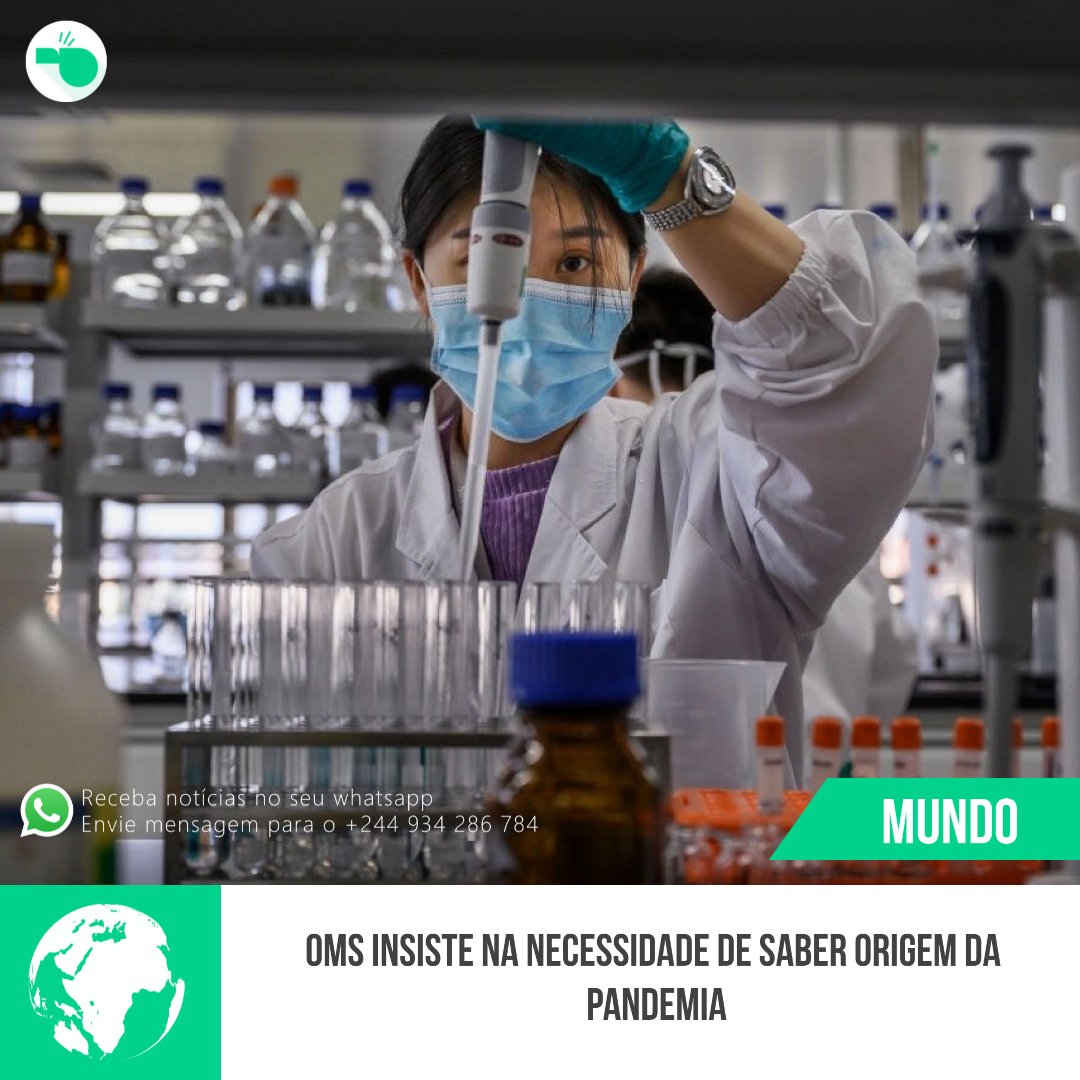 Receba notícias no seu whatsapp
Envie mensagem para o +244 934 286 784
MUNDO
OMS INSISTE NA NECESSIDADE DE SABER ORIGEM DA
PANDEMIA